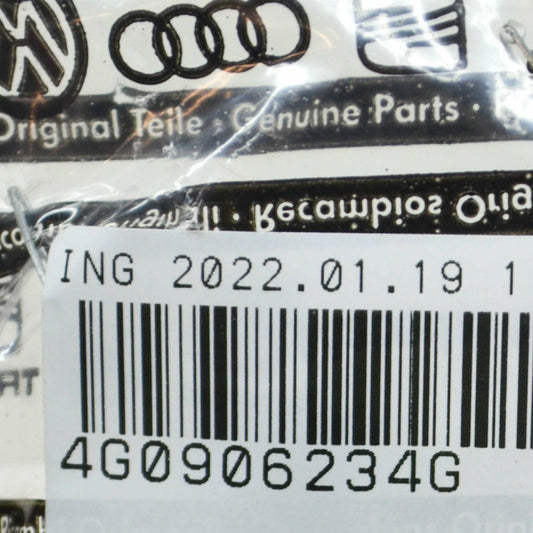 Original Teile · Genuine Parts ·
Recambios Orig
ING 2022.01.19 1
4G0906234G